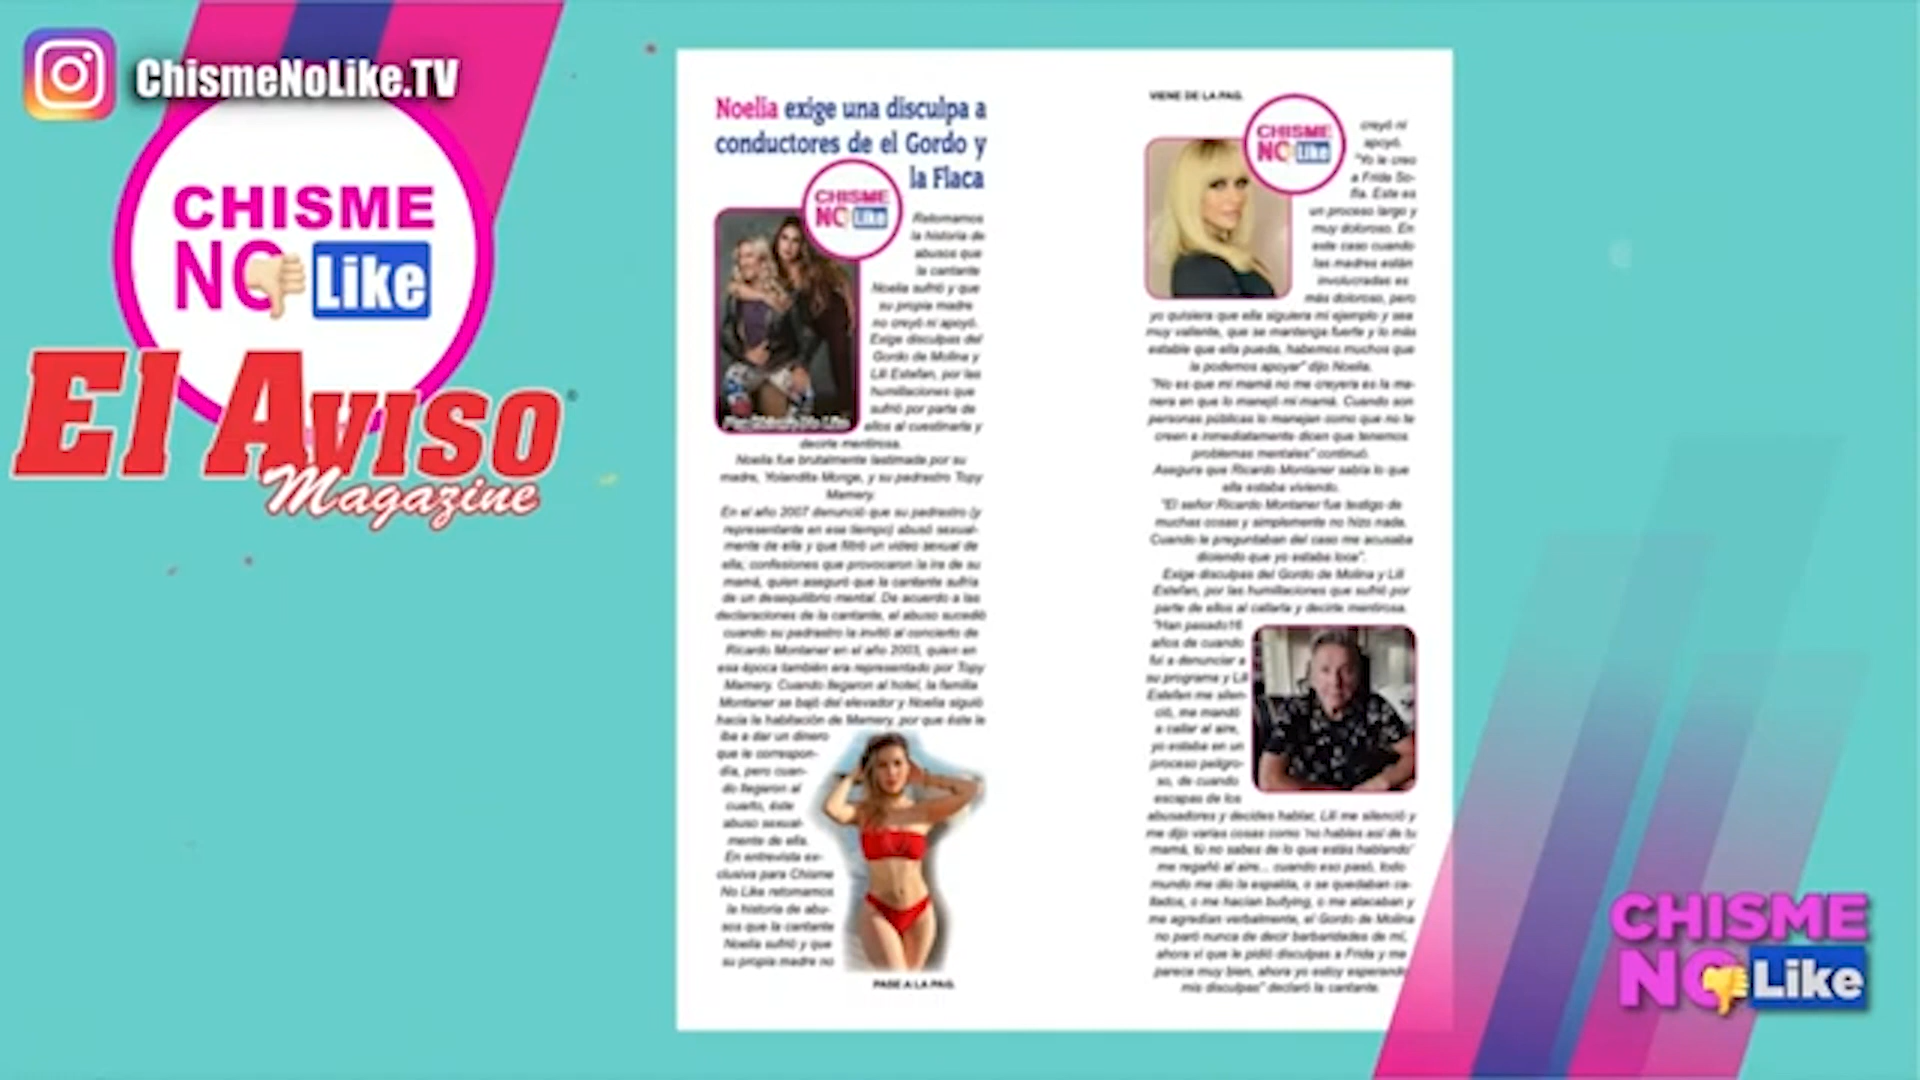 ChismeNoLike.TV
CHISME
NO Like
El Aviso
Magazine
Noelia exige una disculpa a
conductores de el Gordo y
la Flaca
CHISME
NO Like
Retomamos
la historia de
abusos que
la cantante
Noelia sufrió y que
su propia madre
no creyó ni apoyó.
Exige disculpas del
Gordo de Molina y
Lili Estefan, por las
humillaciones que
sufrió por parte de
ellos al cuestinarla y
decirle mentirosa.
Por: Chisme No Like
Noelia fue brutalmente lastimada por su
madre, Yolandita Monge, y su padrastro Topy
Mamery.
En el año 2007 denunció que su padrastro (y
representante en ese tiempo) abusó sexual-
mente de ella y que filtró un video sexual de
ella; confesiones que provocaron la ira de su
mamá, quien aseguró que la cantante sufría
de un desequilibrio mental. De acuerdo a las
declaraciones de la cantante, el abuso sucedió
cuando su padrastro la invitó al concierto de
Ricardo Montaner en el año 2003, quien en
esa época también era representado por Topy
Mamery. Cuando llegaron al hotel, la familia
Montaner se bajó del elevador y Noelia siguió
hacia la habitación de Mamery, por que éste le
iba a dar un dinero
que le correspon-
día, pero cuan-
do llegaron al
cuarto, éste
abuso sexual-
mente de ella.
En entrevista ex-
clusiva para Chisme
No Like retomamos
la historia de abu-
sos que la cantante
Noelia sufrió y que
su propia madre no
PASE A LA PAG.
VIENE DE LA PAG.
CHISME
NO Like
creyó ni
apoyó.
"Yo le creo
a Frida So-
fía. Este es
un proceso largo y
muy doloroso. En
este caso cuando
las madres están
involucradas es
más doloroso, pero
yo quisiera que ella siguiera mi ejemplo y sea
muy valiente, que se mantenga fuerte y lo más
estable que ella pueda, habemos muchos que
la podemos apoyar" dijo Noelia.
"No es que mi mamá no me creyera es la ma-
nera en que lo manejó mi mamá. Cuando son
personas públicas lo manejan como que no te
creen e inmediatamente dicen que tenemos
problemas mentales" continuó.
Asegura que Ricardo Montaner sabía lo que
ella estaba viviendo.
"El señor Ricardo Montaner fue testigo de
muchas cosas y simplemente no hizo nada.
Cuando le preguntaban del caso me acusaba
diciendo que yo estaba loca".
Exige disculpas del Gordo de Molina y Lili
Estefan, por las humillaciones que sufrió por
parte de ellos al callarla y decirle mentirosa.
"Han pasado16
años de cuando
fui a denunciar a
su programa y Lili
Estefan me silen-
ció, me mandó
a callar al aire,
yo estaba en un
proceso peligro-
so, de cuando
escapas de los
abusadores y decides hablar, Lili me silenció y
me dijo varias cosas como 'no hables así de tu
mamá, tú no sabes de lo que estás hablando'
me regañó al aire... cuando eso pasó, todo
mundo me dio la espalda, o se quedaban ca-
llados, o me hacían bullying, o me atacaban y
me agredían verbalmente, el Gordo de Molina
no paró nunca de decir barbaridades de mí,
ahora vi que le pidió disculpas a Frida y me
parece muy bien, ahora yo estoy esperando
mis disculpas" declaró la cantante.
CHISME
NO Like